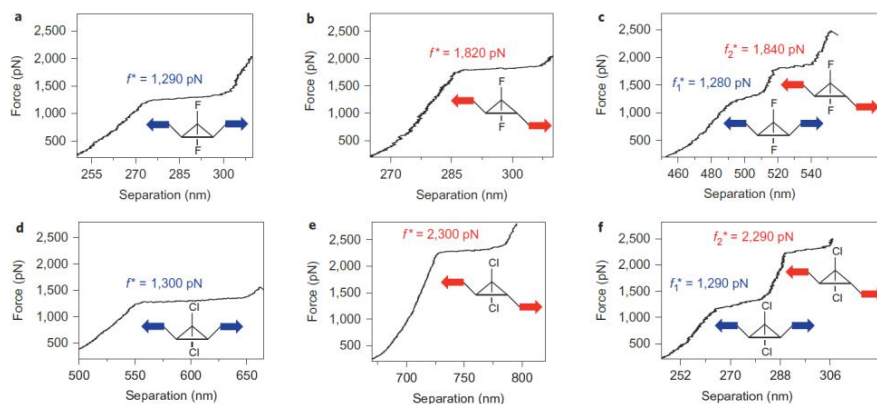 a
2,500
2,000
1,500
1,000
500
Force (pN)
f* = 1,290 pN
F
F
255
270
285
300
Separation (nm)
b
2,500
2,000
1,500
1,000
500
Force (pN)
f* = 1,820 pN
F
F
270
285
300
Separation (nm)
c
2,500
2,000
1,500
1,000
500
Force (pN)
f₂* = 1,840 pN
f₁* = 1,280 pN
F
F
F
F
460
480
500
520
540
Separation (nm)
d
2,500
2,000
1,500
1,000
500
Force (pN)
f* = 1,300 pN
Cl
Cl
500
550
600
650
Separation (nm)
e
2,500
2,000
1,500
1,000
500
Force (pN)
f* = 2,300 pN
Cl
Cl
700
750
800
Separation (nm)
f
2,500
2,000
1,500
1,000
500
Force (pN)
f₂* = 2,290 pN
f₁* = 1,290 pN
Cl
Cl
Cl
Cl
252
270
288
306
Separation (nm)